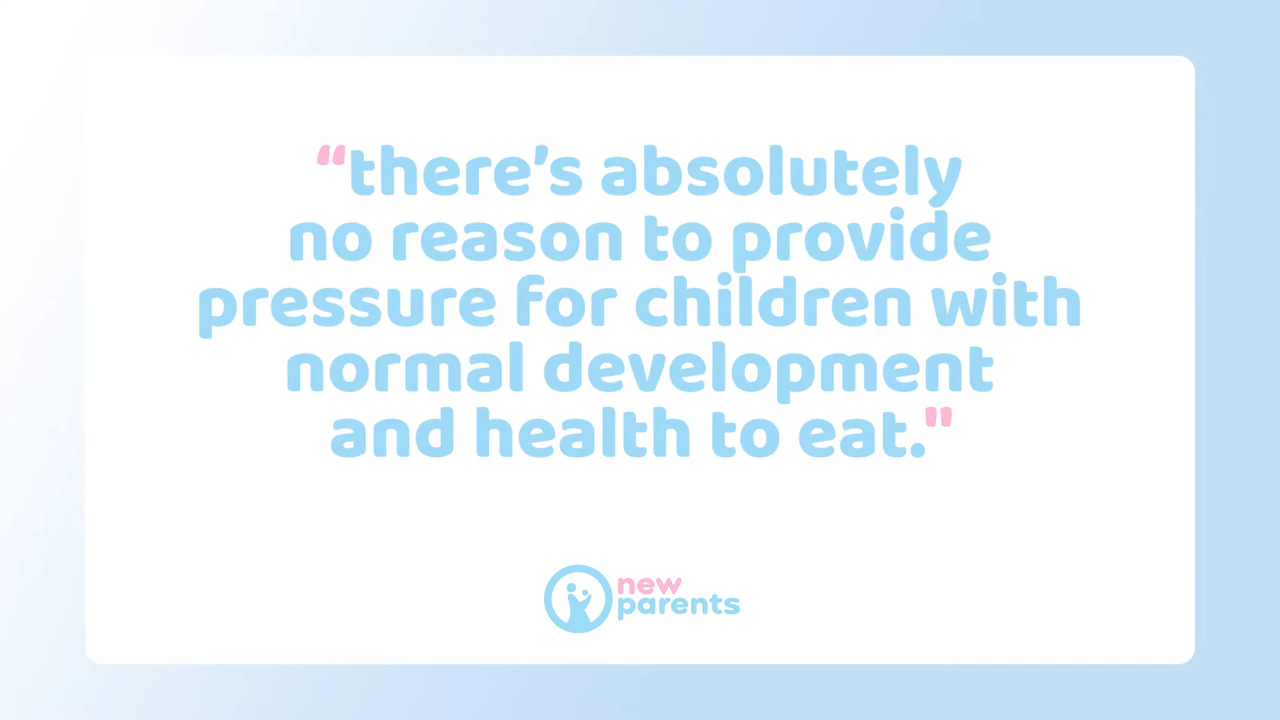 “there’s absolutely
no reason to provide
pressure for children with
normal development
and health to eat."
new
parents